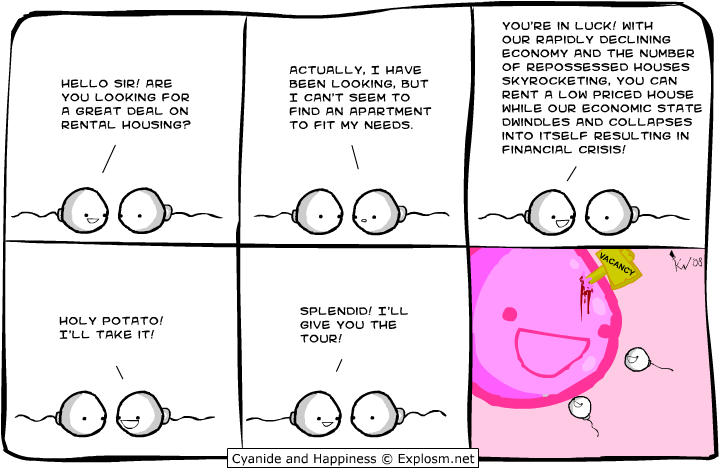 HELLO SIR! ARE
YOU LOOKING FOR
A GREAT DEAL ON
RENTAL HOUSING?
ACTUALLY, I HAVE
BEEN LOOKING, BUT
I CAN'T SEEM TO
FIND AN APARTMENT
TO FIT MY NEEDS.
YOU'RE IN LUCK! WITH
OUR RAPIDLY DECLINING
ECONOMY AND THE NUMBER
OF REPOSSESSED HOUSES
SKYROCKETING, YOU CAN
RENT A LOW PRICED HOUSE
WHILE OUR ECONOMIC STATE
DWINDLES AND COLLAPSES
INTO ITSELF RESULTING IN
FINANCIAL CRISIS!
HOLY POTATO!
I'LL TAKE IT!
SPLENDID! I'LL
GIVE YOU THE
TOUR!
VACANCY
Cyanide and Happiness © Explosm.net